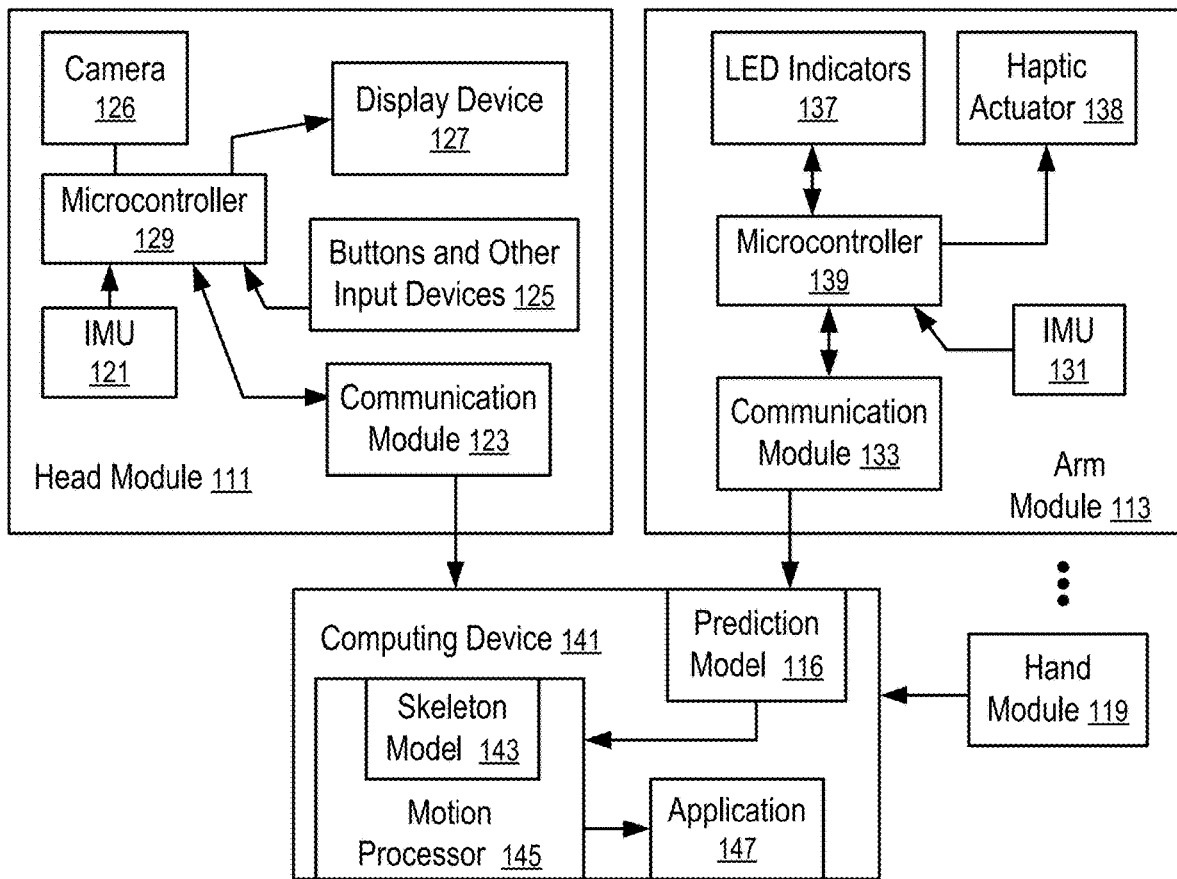 Camera
126
Display Device
127
Microcontroller
129
Buttons and Other
Input Devices 125
IMU
121
Communication
Module 123
Head Module 111
LED Indicators
137
Haptic
Actuator 138
Microcontroller
139
IMU
131
Communication
Module 133
Arm
Module 113
Computing Device 141
Prediction
Model 116
Hand
Module 119
Skeleton
Model 143
Motion
Processor 145
Application
147